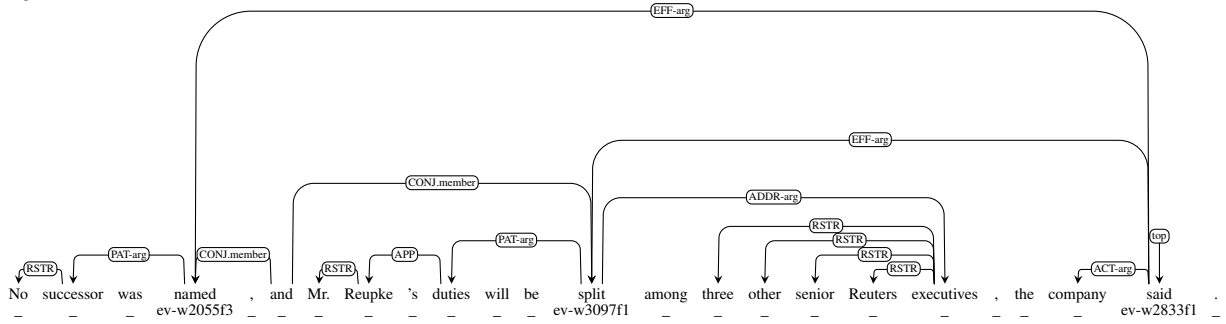 EFF-arg
EFF-arg
CONJ.member
ADDR-arg
RSTR
top
PAT-arg
RSTR
PAT-arg CONJ.member APP RSTR
RSTR RSTR RSTR ACT-arg
No successor was named , and Mr. Reupke 's duties will be split among three other senior Reuters executives , the company said .
_ _ _ ev-w2055f3 _ _ _ _ _ _ _ _ ev-w3097f1 _ _ _ _ _ _ _ _ _ ev-w2833f1 _